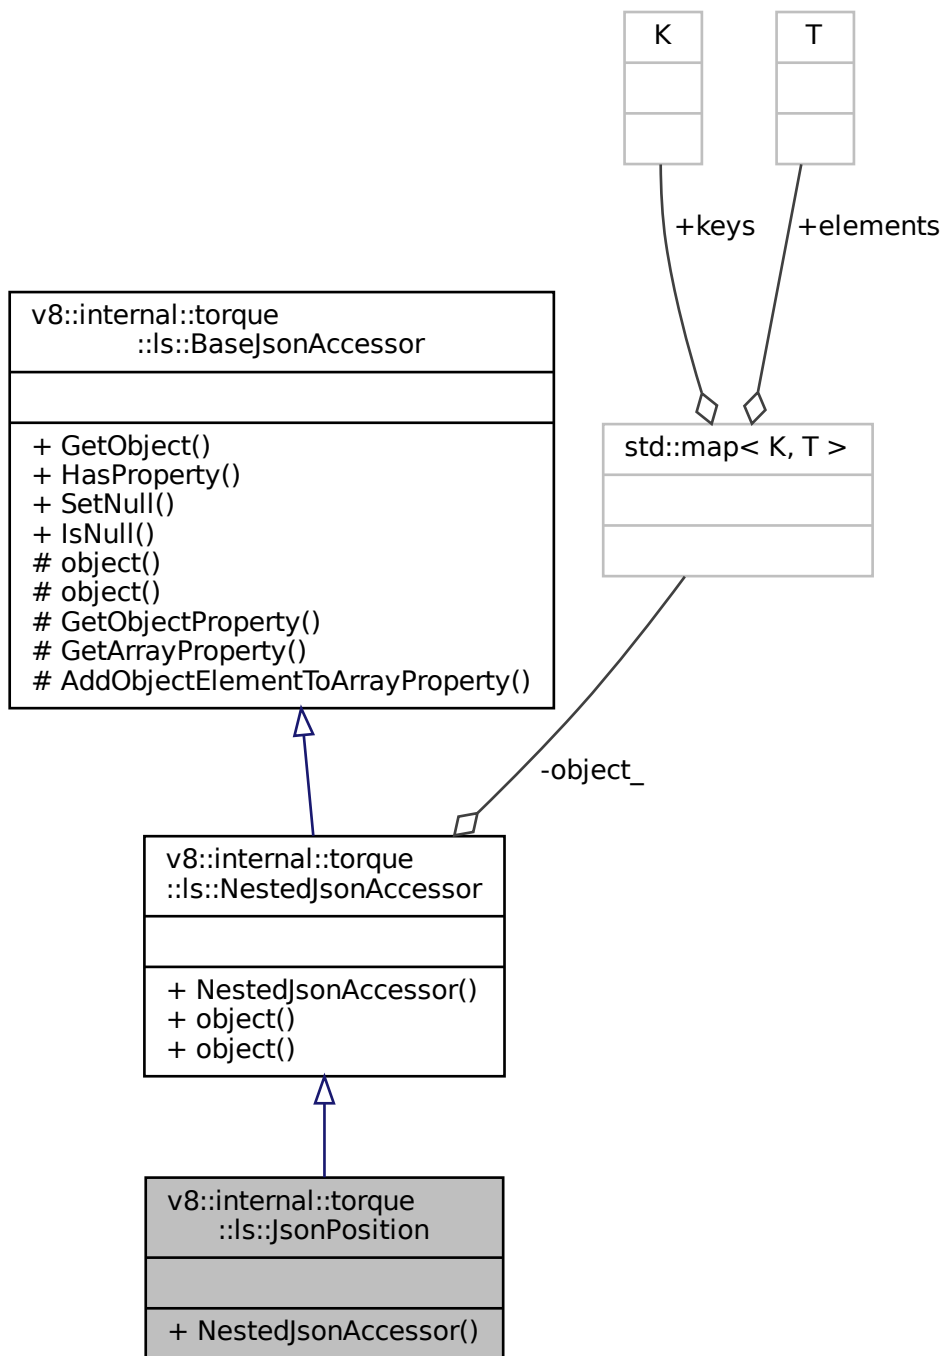 K
T
+keys
+elements
v8::internal::torque
::ls::BaseJsonAccessor
+ GetObject()
+ HasProperty()
+ SetNull()
+ IsNull()
# object()
# object()
# GetObjectProperty()
# GetArrayProperty()
# AddObjectElementToArrayProperty()
std::map< K, T >
-object_
v8::internal::torque
::ls::NestedJsonAccessor
+ NestedJsonAccessor()
+ object()
+ object()
v8::internal::torque
::ls::JsonPosition
+ NestedJsonAccessor()